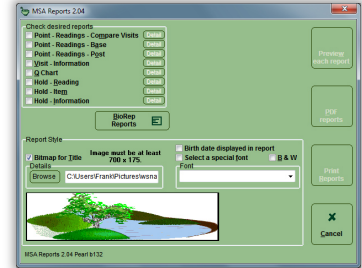 MSA Reports 2.04
Check desired reports
Point - Readings - Compare Visits Detail
Point - Readings - Base Detail
Point - Readings - Post Detail
Visit - Information Detail
Q Chart Detail
Hold - Reading Detail
Hold - Item Detail
Hold - Information Detail
BioRep
Reports
Preview
each report
PDF
reports
Print
Reports
Cancel
Report Style
Bitmap for Title
Image must be at least
700 x 175.
Birth date displayed in report
Select a special font B & W
Details
Browse C:\Users\Frank\Pictures\wsna
Font
MSA Reports 2.04 Pearl b132